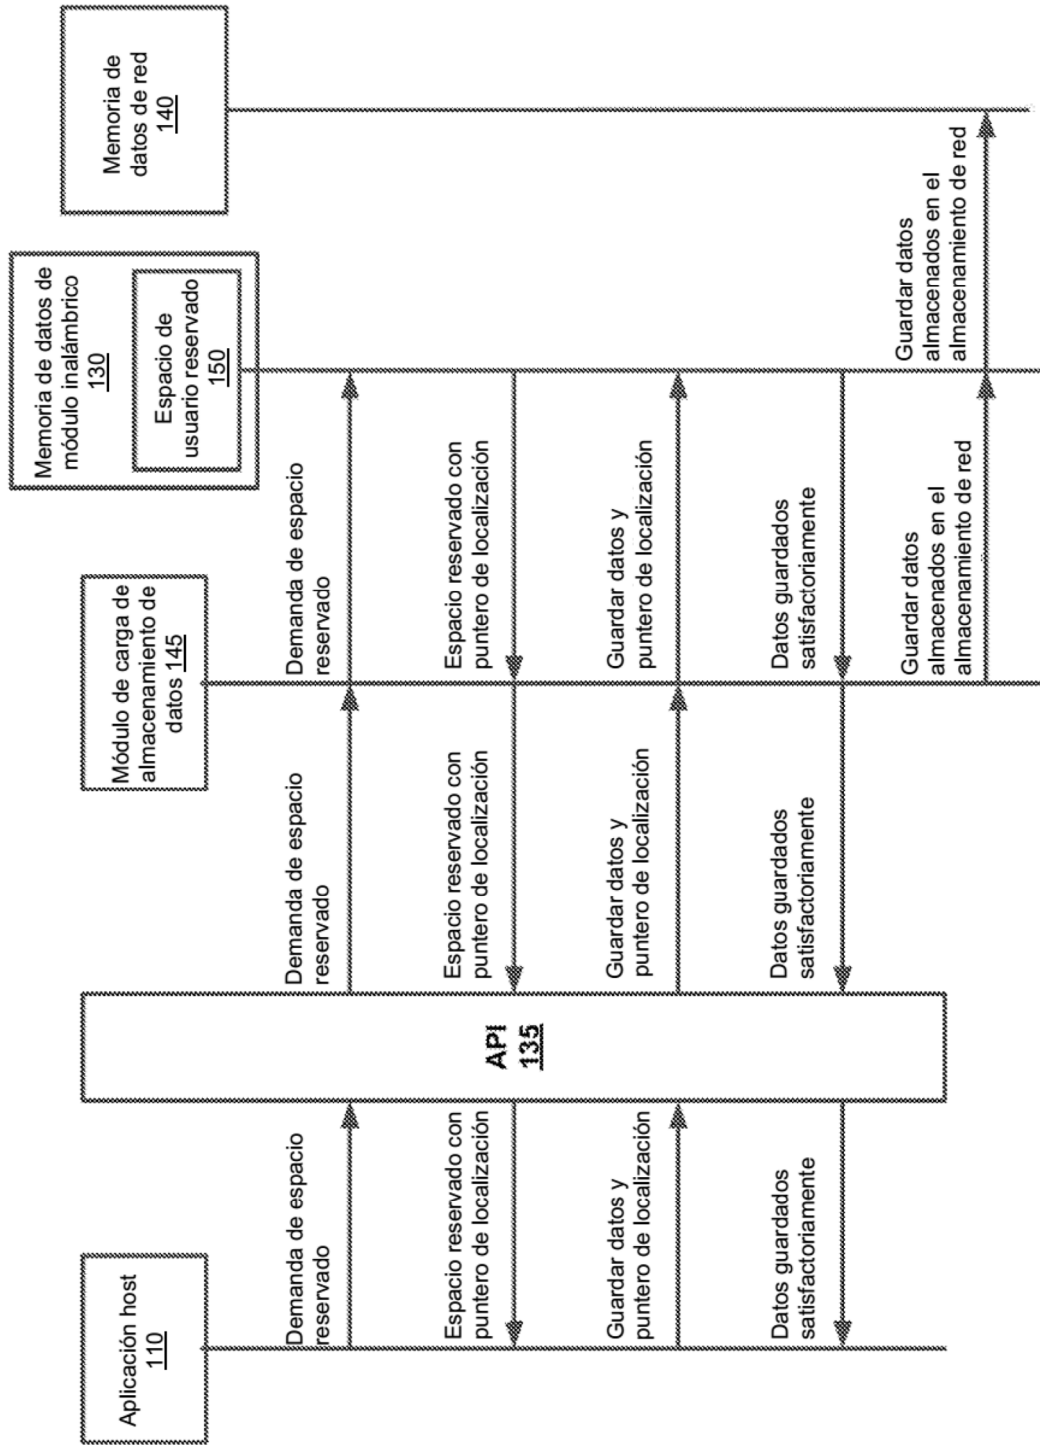 Aplicación host
110
API
135
Módulo de carga de
almacenamiento de
datos 145
Memoria de datos de
módulo inalámbrico
130
Espacio de
usuario reservado
150
Memoria de
datos de red
140
Demanda de espacio
reservado
Demanda de espacio
reservado
Demanda de espacio
reservado
Espacio reservado con
puntero de localización
Espacio reservado con
puntero de localización
Espacio reservado con
puntero de localización
Guardar datos y
puntero de localización
Guardar datos y
puntero de localización
Guardar datos y
puntero de localización
Datos guardados
satisfactoriamente
Datos guardados
satisfactoriamente
Datos guardados
satisfactoriamente
Guardar datos
almacenados en el
almacenamiento de red
Guardar datos
almacenados en el
almacenamiento de red